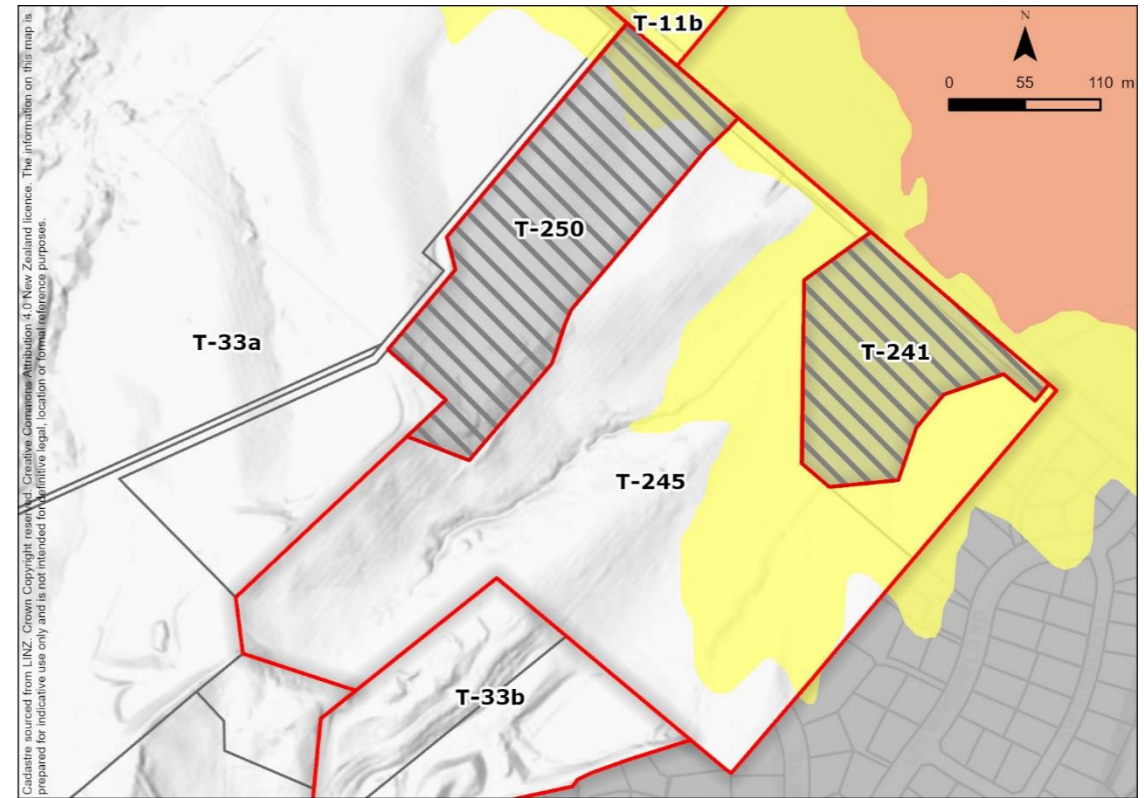 T-11b
N
0 55 110 m
T-250
T-33a
T-241
T-245
T-33b
Cadastre sourced from LINZ. Crown Copyright reserved. Creative Commons Attribution 4.0 New Zealand licence. The information on this map is
prepared for indicative use only and is not intended for definitive legal, location or formal reference purposes.